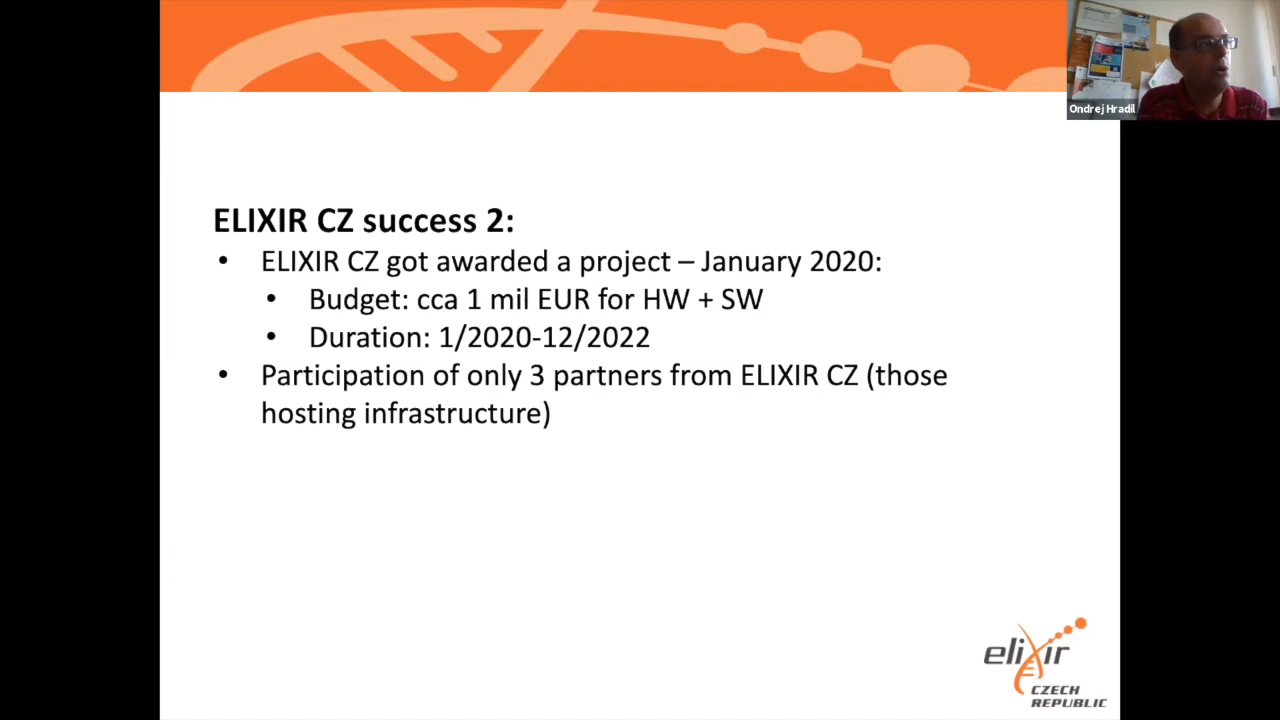 Ondrej Hradil
ELIXIR CZ success 2:
• ELIXIR CZ got awarded a project – January 2020:
• Budget: cca 1 mil EUR for HW + SW
• Duration: 1/2020-12/2022
• Participation of only 3 partners from ELIXIR CZ (those
hosting infrastructure)
elixir
CZECH
REPUBLIC